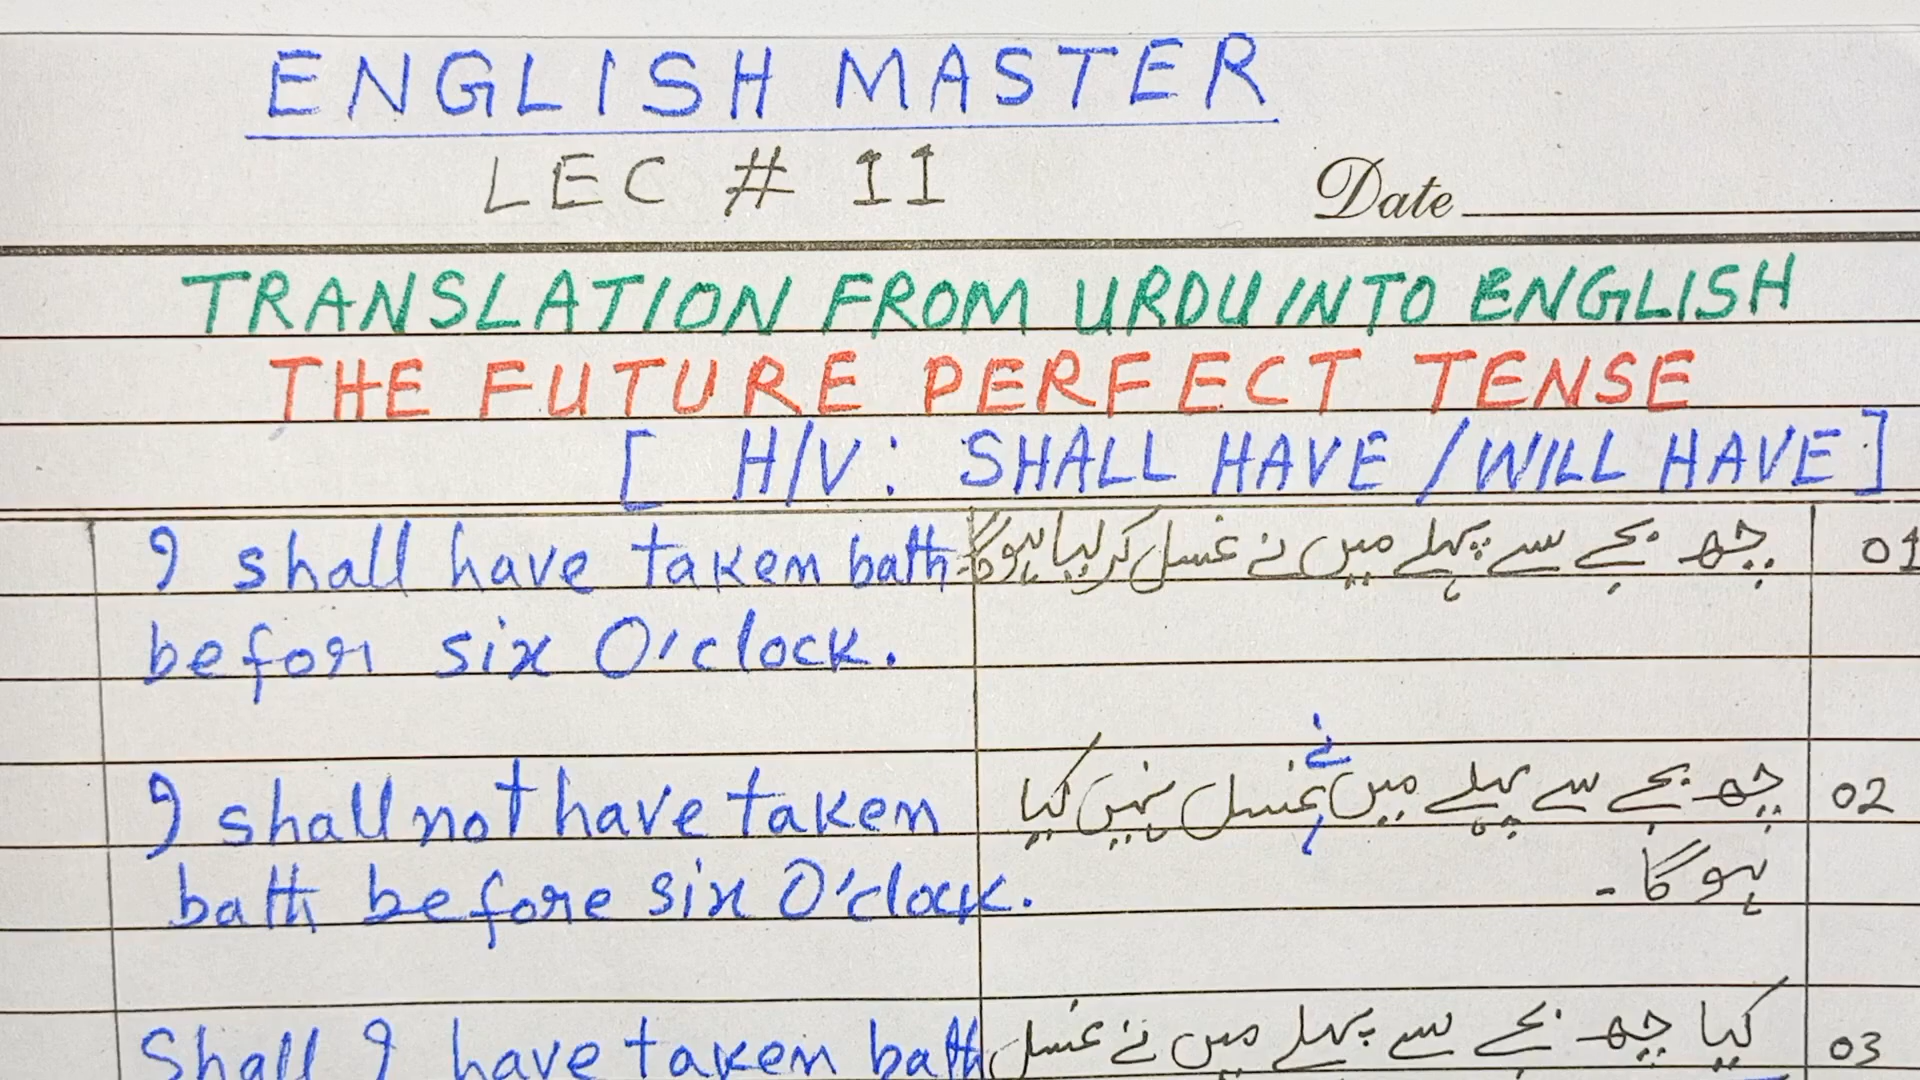 ENGLISH MASTER
LEC # 11
Date
TRANSLATION FROM URDU INTO ENGLISH
THE FUTURE PERFECT TENSE
[ H/V: SHALL HAVE / WILL HAVE ]
I shall have taken bath چھ بجے سے پہلے میں نے غسل کر لیا ہوگا۔ 01
before six O'clock.
I shall not have taken چھ بجے سے پہلے میں نے غسل نہیں کیا 02
bath before six O'clock. ہوگا۔
Shall I have taken bath کیا چھ بجے سے پہلے میں نے غسل 03